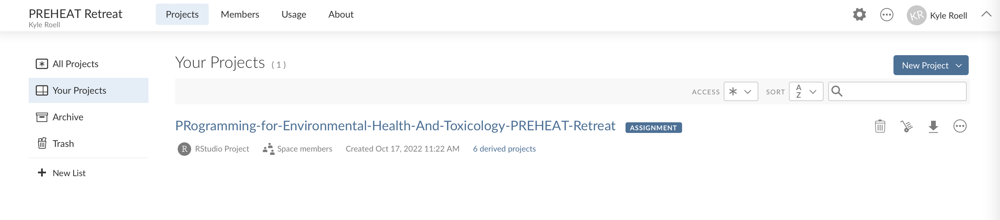 PREHEAT Retreat
Kyle Roell
Projects Members Usage About
KR Kyle Roell
All Projects
Your Projects
Archive
Trash
New List
Your Projects (1)
New Project
ACCESS SORT A Z
PRogramming-for-Environmental-Health-And-Toxicology-PREHEAT-Retreat ASSIGNMENT
R RStudio Project Space members Created Oct 17, 2022 11:22 AM 6 derived projects